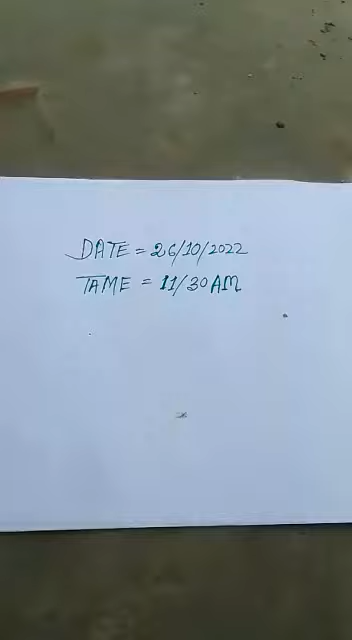 DATE = 26/10/2022
TAME = 11/30 AM